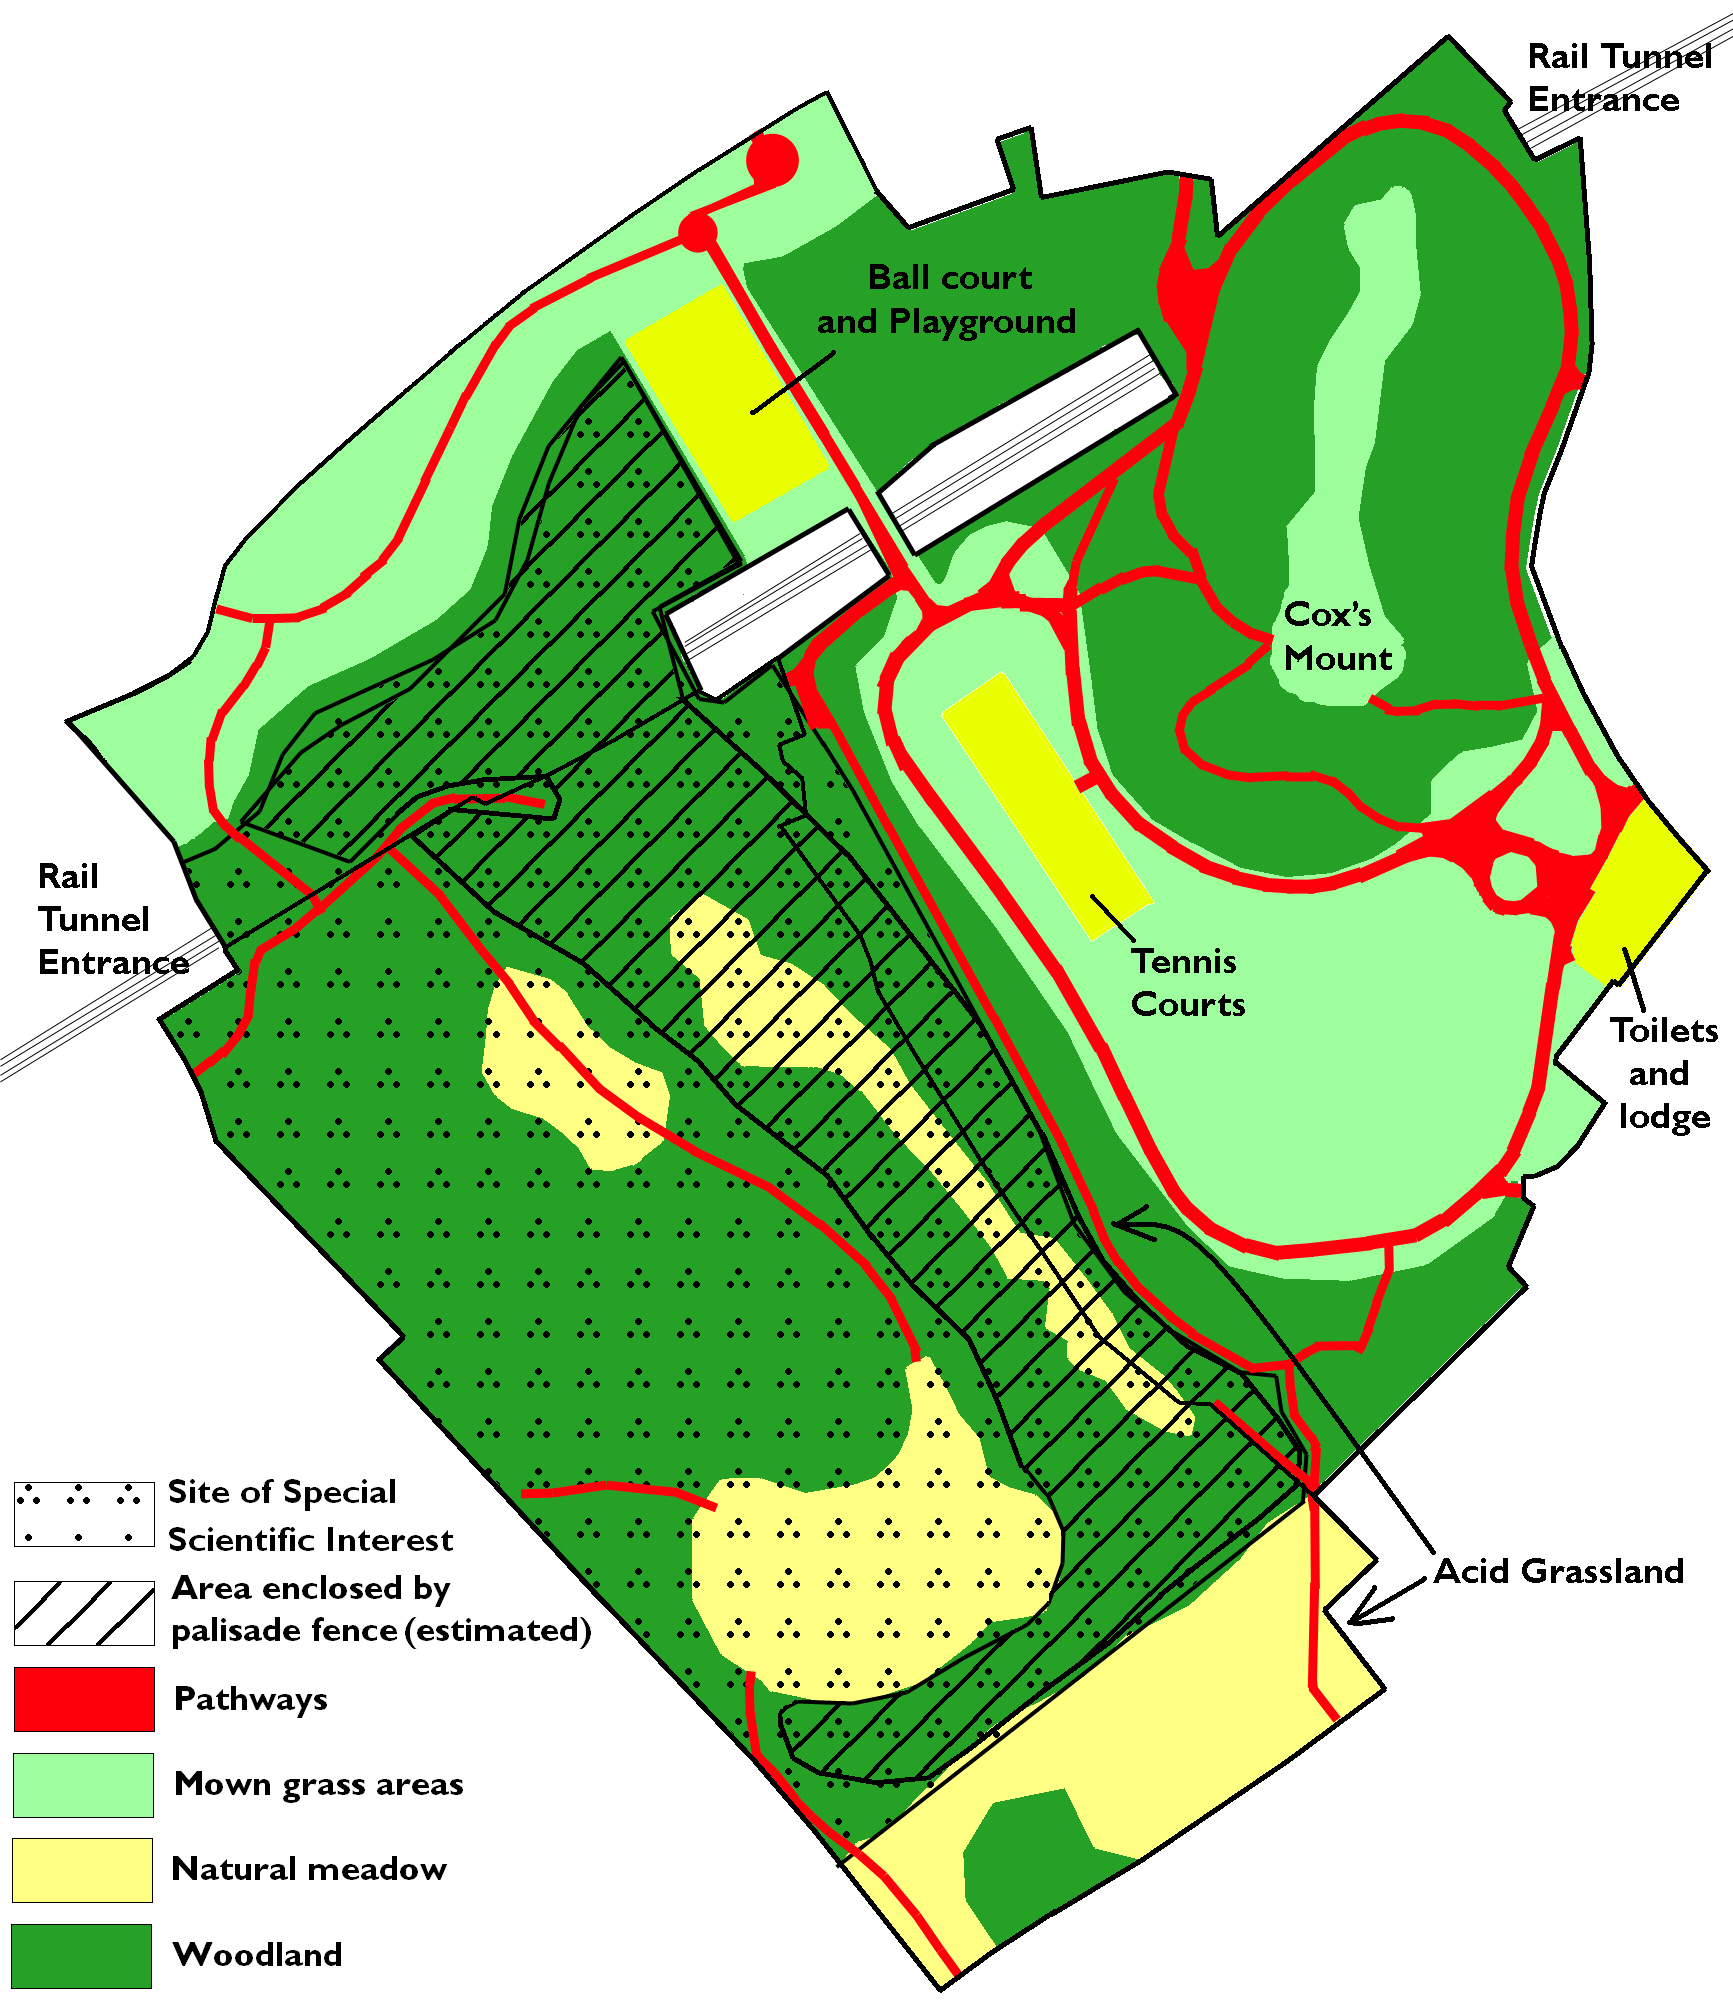 Rail Tunnel
Entrance
Ball court
and Playground
Cox's
Mount
Rail
Tunnel
Entrance
Tennis
Courts
Toilets
and
lodge
Acid Grassland
Site of Special
Scientific Interest
Area enclosed by
palisade fence (estimated)
Pathways
Mown grass areas
Natural meadow
Woodland